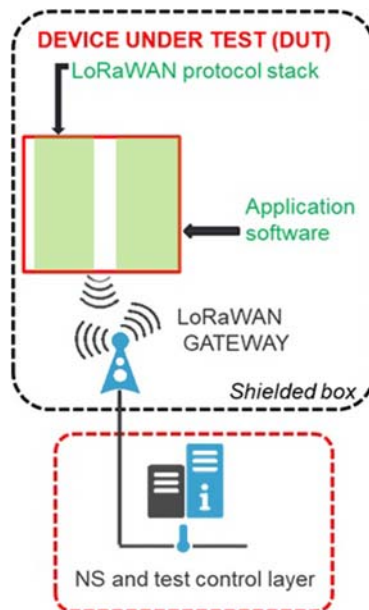 DEVICE UNDER TEST (DUT)
LoRaWAN protocol stack
Application
software
LoRaWAN
GATEWAY
Shielded box
i
NS and test control layer